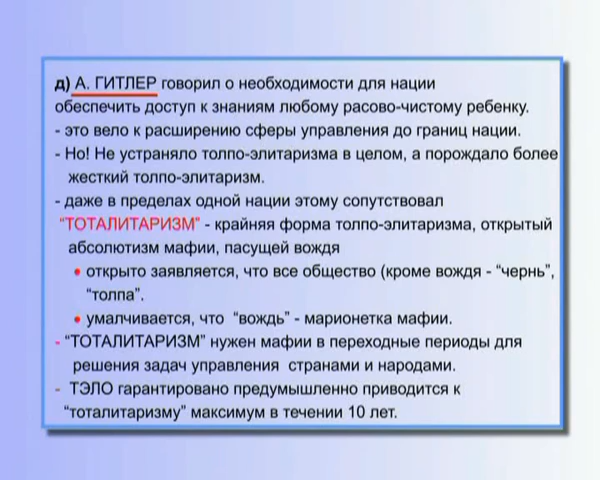 д) А. ГИТЛЕР говорил о необходимости для нации
обеспечить доступ к знаниям любому расово-чистому ребенку.
- это вело к расширению сферы управления до границ нации.
- Но! Не устраняло толпо-элитаризма в целом, а порождало более
жесткий толпо-элитаризм.
- даже в пределах одной нации этому сопутствовал
“ТОТАЛИТАРИЗМ” - крайняя форма толпо-элитаризма, открытый
абсолютизм мафии, пасущей вождя
• открыто заявляется, что все общество (кроме вождя - “чернь”,
“толпа”.
• умалчивается, что “вождь” - марионетка мафии.
- “ТОТАЛИТАРИЗМ” нужен мафии в переходные периоды для
решения задач управления странами и народами.
- ТЭЛО гарантировано предумышленно приводится к
“тоталитаризму” максимум в течении 10 лет.